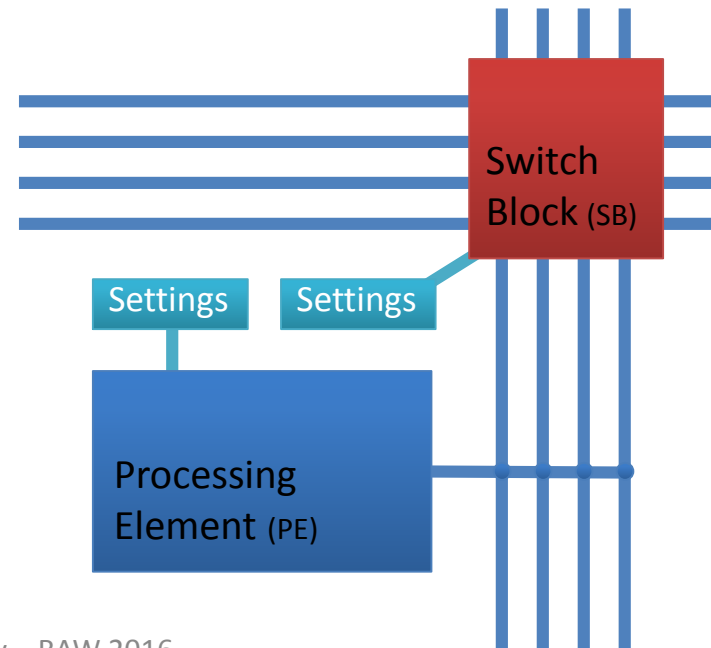 Switch
Block (SB)
Settings
Settings
Processing
Element (PE)
RAW 2016